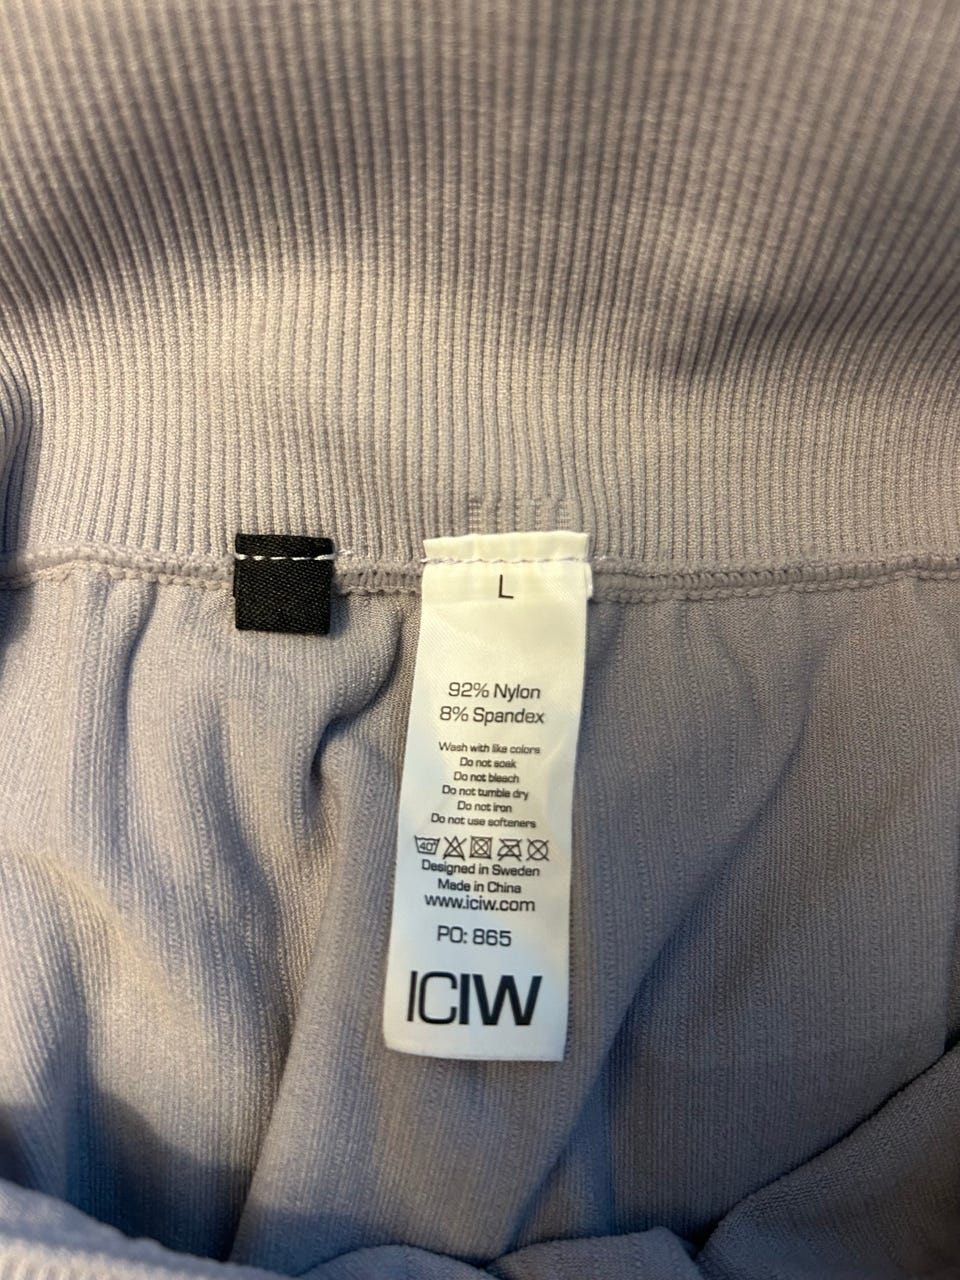 L
92% Nylon
8% Spandex
Wash with like colors
Do not soak
Do not bleach
Do not tumble dry
Do not iron
Do not use softeners
40°
Designed in Sweden
Made in China
www.iciw.com
PO: 865
ICIW